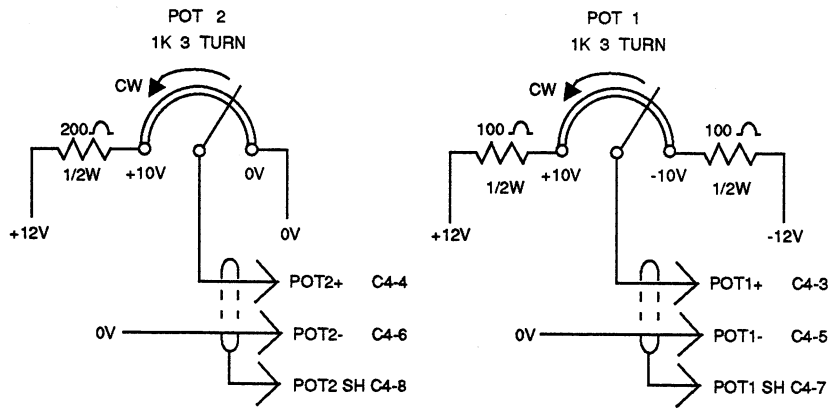 POT 2
1K 3 TURN
CW
200Ω
1/2W
+10V
0V
+12V
0V
POT2+ C4-4
0V
POT2- C4-6
POT2 SH C4-8
POT 1
1K 3 TURN
CW
100Ω
100Ω
1/2W
+10V
-10V
1/2W
+12V
-12V
POT1+ C4-3
0V
POT1- C4-5
POT1 SH C4-7